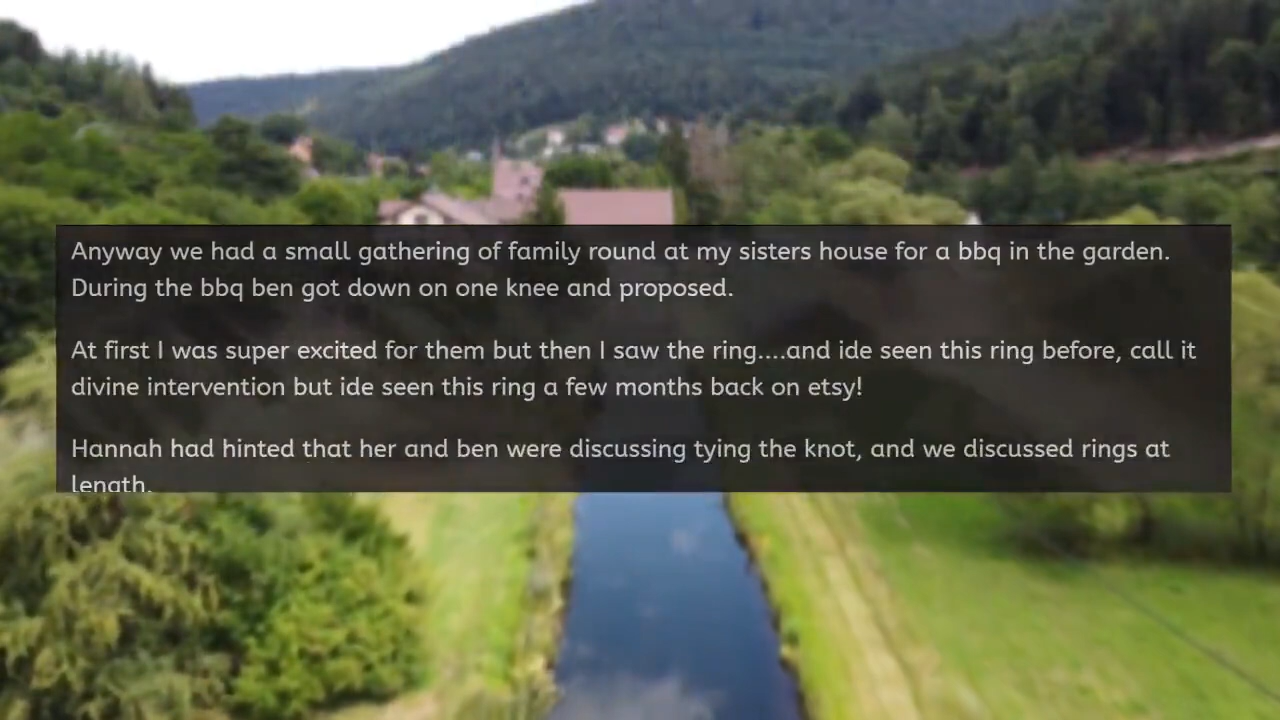 Anyway we had a small gathering of family round at my sisters house for a bbq in the garden.
During the bbq ben got down on one knee and proposed.
At first I was super excited for them but then I saw the ring....and ide seen this ring before, call it
divine intervention but ide seen this ring a few months back on etsy!
Hannah had hinted that her and ben were discussing tying the knot, and we discussed rings at
length.